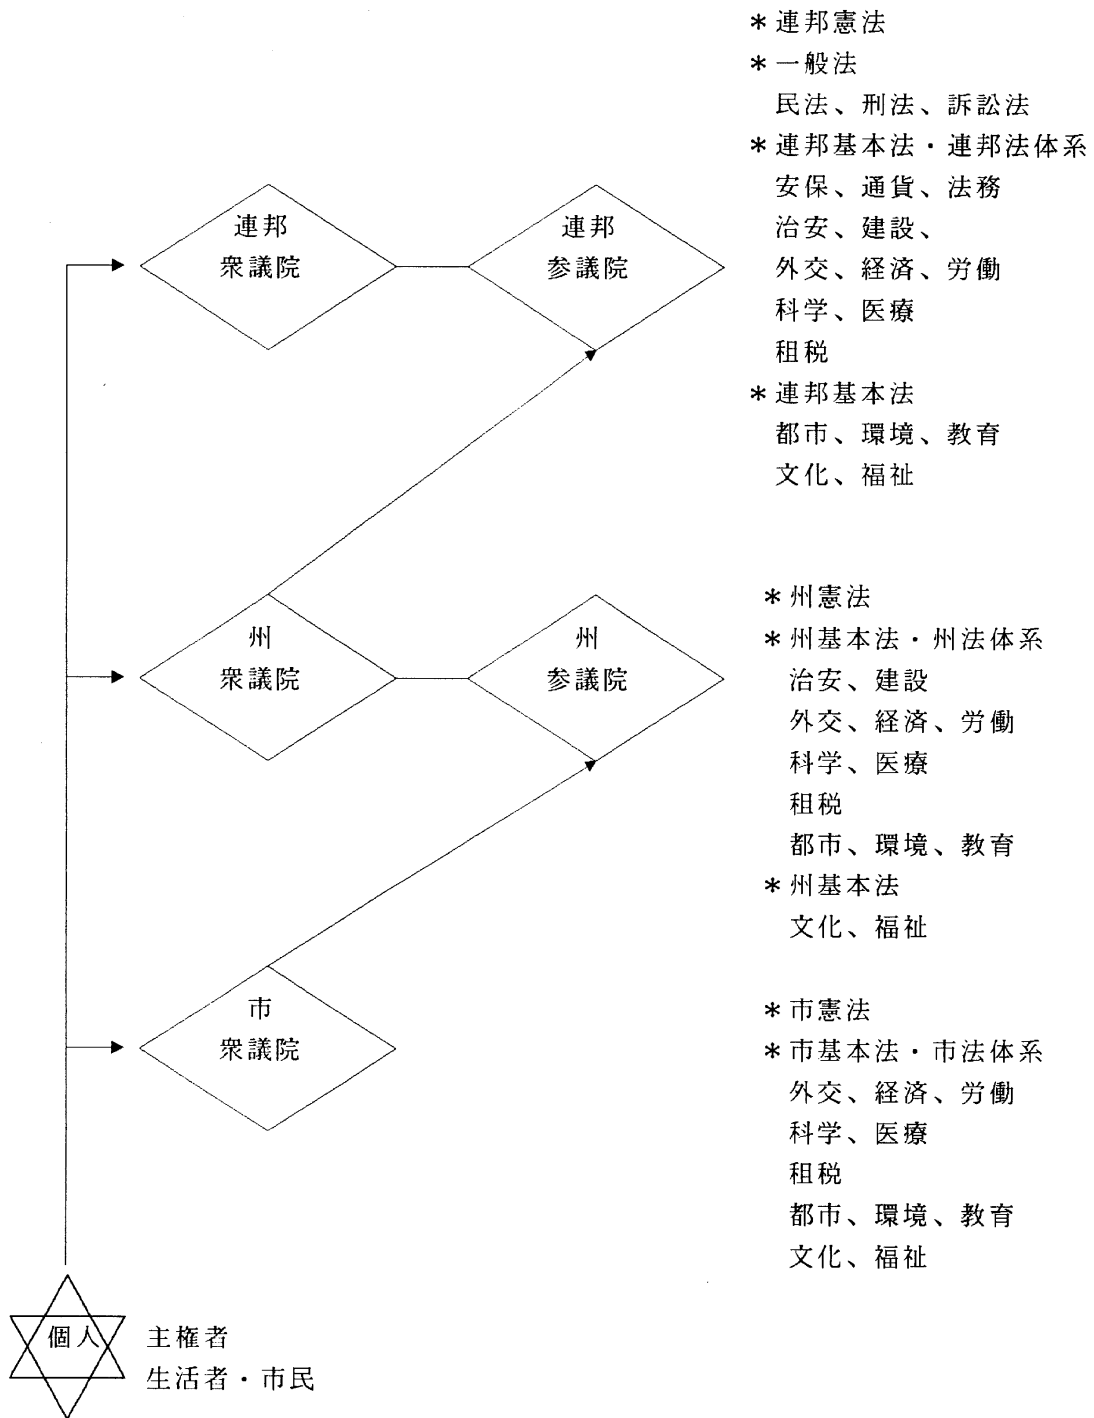 *連邦憲法
*一般法
民法、刑法、訴訟法
*連邦基本法・連邦法体系
安保、通貨、法務
治安、建設、
外交、経済、労働
科学、医療
租税
*連邦基本法
都市、環境、教育
文化、福祉
連邦
衆議院
連邦
参議院
*州憲法
*州基本法・州法体系
治安、建設
外交、経済、労働
科学、医療
租税
都市、環境、教育
*州基本法
文化、福祉
州
衆議院
州
参議院
*市憲法
*市基本法・市法体系
外交、経済、労働
科学、医療
租税
都市、環境、教育
文化、福祉
市
衆議院
個人
主権者
生活者・市民